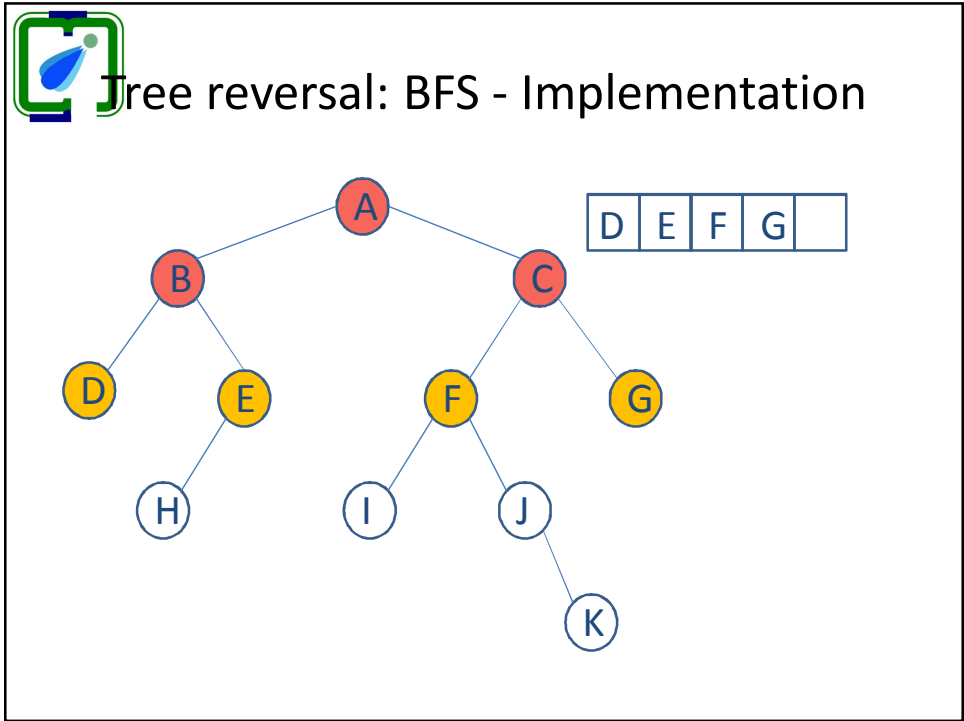 Tree reversal: BFS - Implementation
A
D E F G
B C
D E F G
H I J
K